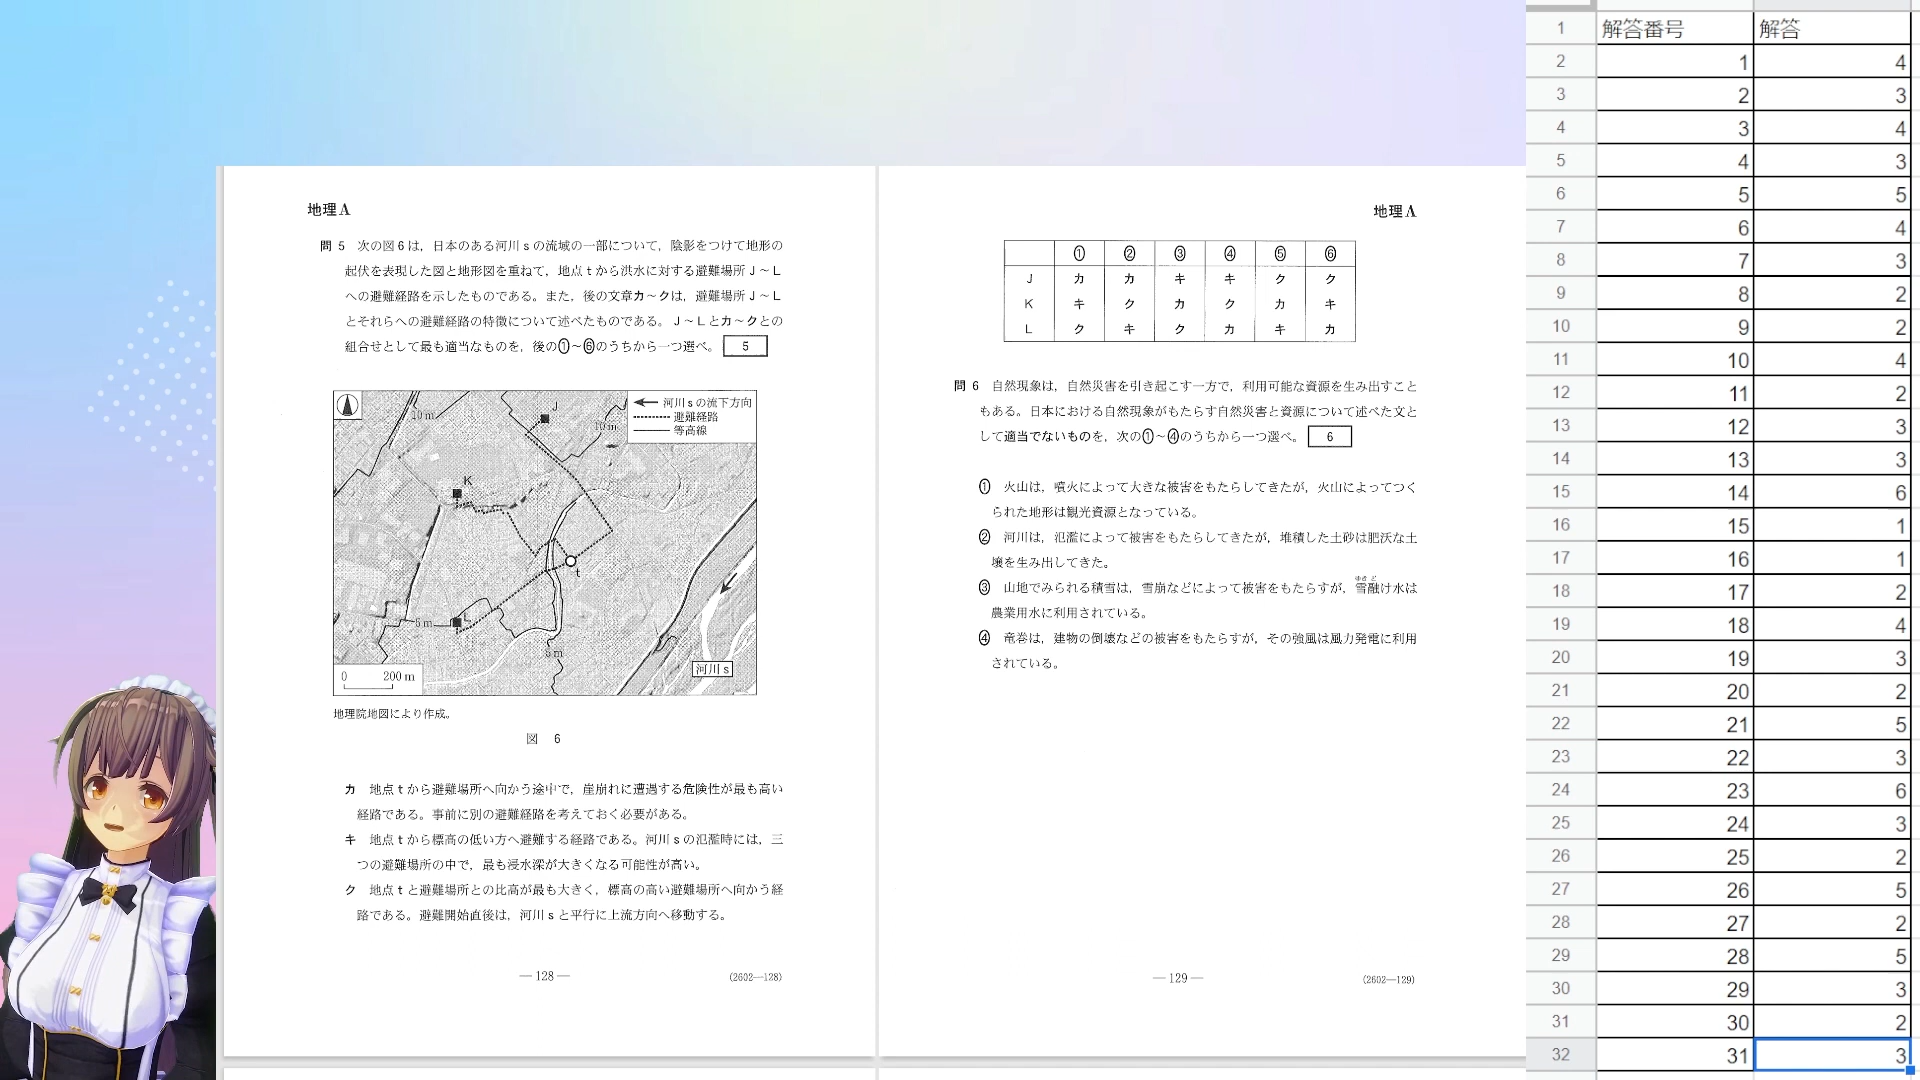 地理A
問 5 次の図6は，日本のある河川sの流域の一部について，陰影をつけて地形の
起伏を表現した図と地形図を重ねて，地点tから洪水に対する避難場所J～L
への避難経路を示したものである。また，後の文章カ～クは，避難場所J～L
とそれらへの避難経路の特徴について述べたものである。J～Lとカ～クとの
組合せとして最も適当なものを，後の①～⑥のうちから一つ選べ。 5
河川sの流下方向
避難経路
等高線
10m
J
10m
K
t
5m
L
5m
河川s
0 200m
地理院地図により作成。
図 6
カ 地点tから避難場所へ向かう途中で，崖崩れに遭遇する危険性が最も高い
経路である。事前に別の避難経路を考えておく必要がある。
キ 地点tから標高の低い方へ避難する経路である。河川sの氾濫時には，三
つの避難場所の中で，最も浸水深が大きくなる可能性が高い。
ク 地点tと避難場所との比高が最も大きく，標高の高い避難場所へ向かう経
路である。避難開始直後は，河川sと平行に上流方向へ移動する。
― 128 ―
(2602―128)
地理A
① ② ③ ④ ⑤ ⑥
J カ カ キ キ ク ク
K キ ク カ ク カ キ
L ク キ ク カ キ カ
問 6 自然現象は，自然災害を引き起こす一方で，利用可能な資源を生み出すこと
もある。日本における自然現象がもたらす自然災害と資源について述べた文と
して適当でないものを，次の①～④のうちから一つ選べ。 6
① 火山は，噴火によって大きな被害をもたらしてきたが，火山によってつく
られた地形は観光資源となっている。
② 河川は，氾濫によって被害をもたらしてきたが，堆積した土砂は肥沃な土
壌を生み出してきた。
③ 山地でみられる積雪は，雪崩などによって被害をもたらすが，雪融け水は
農業用水に利用されている。
④ 竜巻は，建物の倒壊などの被害をもたらすが，その強風は風力発電に利用
されている。
― 129 ―
(2602―129)
1 解答番号 解答
2 1 4
3 2 3
4 3 4
5 4 3
6 5 5
7 6 4
8 7 3
9 8 2
10 9 2
11 10 4
12 11 2
13 12 3
14 13 3
15 14 6
16 15 1
17 16 1
18 17 2
19 18 4
20 19 3
21 20 2
22 21 5
23 22 3
24 23 6
25 24 3
26 25 2
27 26 5
28 27 2
29 28 5
30 29 3
31 30 2
32 31 3